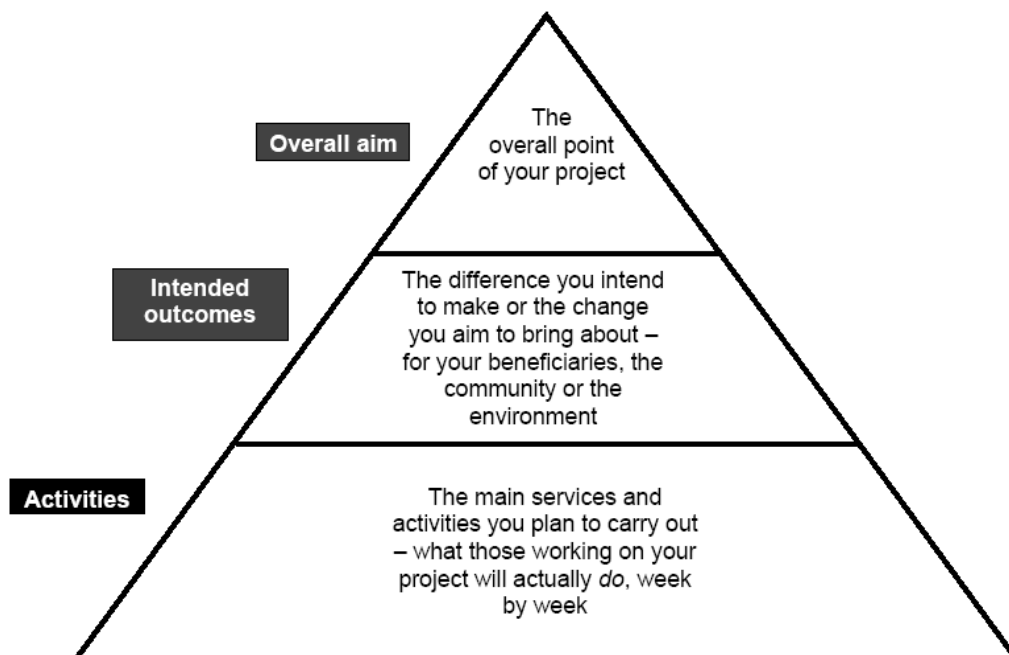 Overall aim
The
overall point
of your project
Intended
outcomes
The difference you intend
to make or the change
you aim to bring about –
for your beneficiaries, the
community or the
environment
Activities
The main services and
activities you plan to carry out
– what those working on your
project will actually do, week
by week